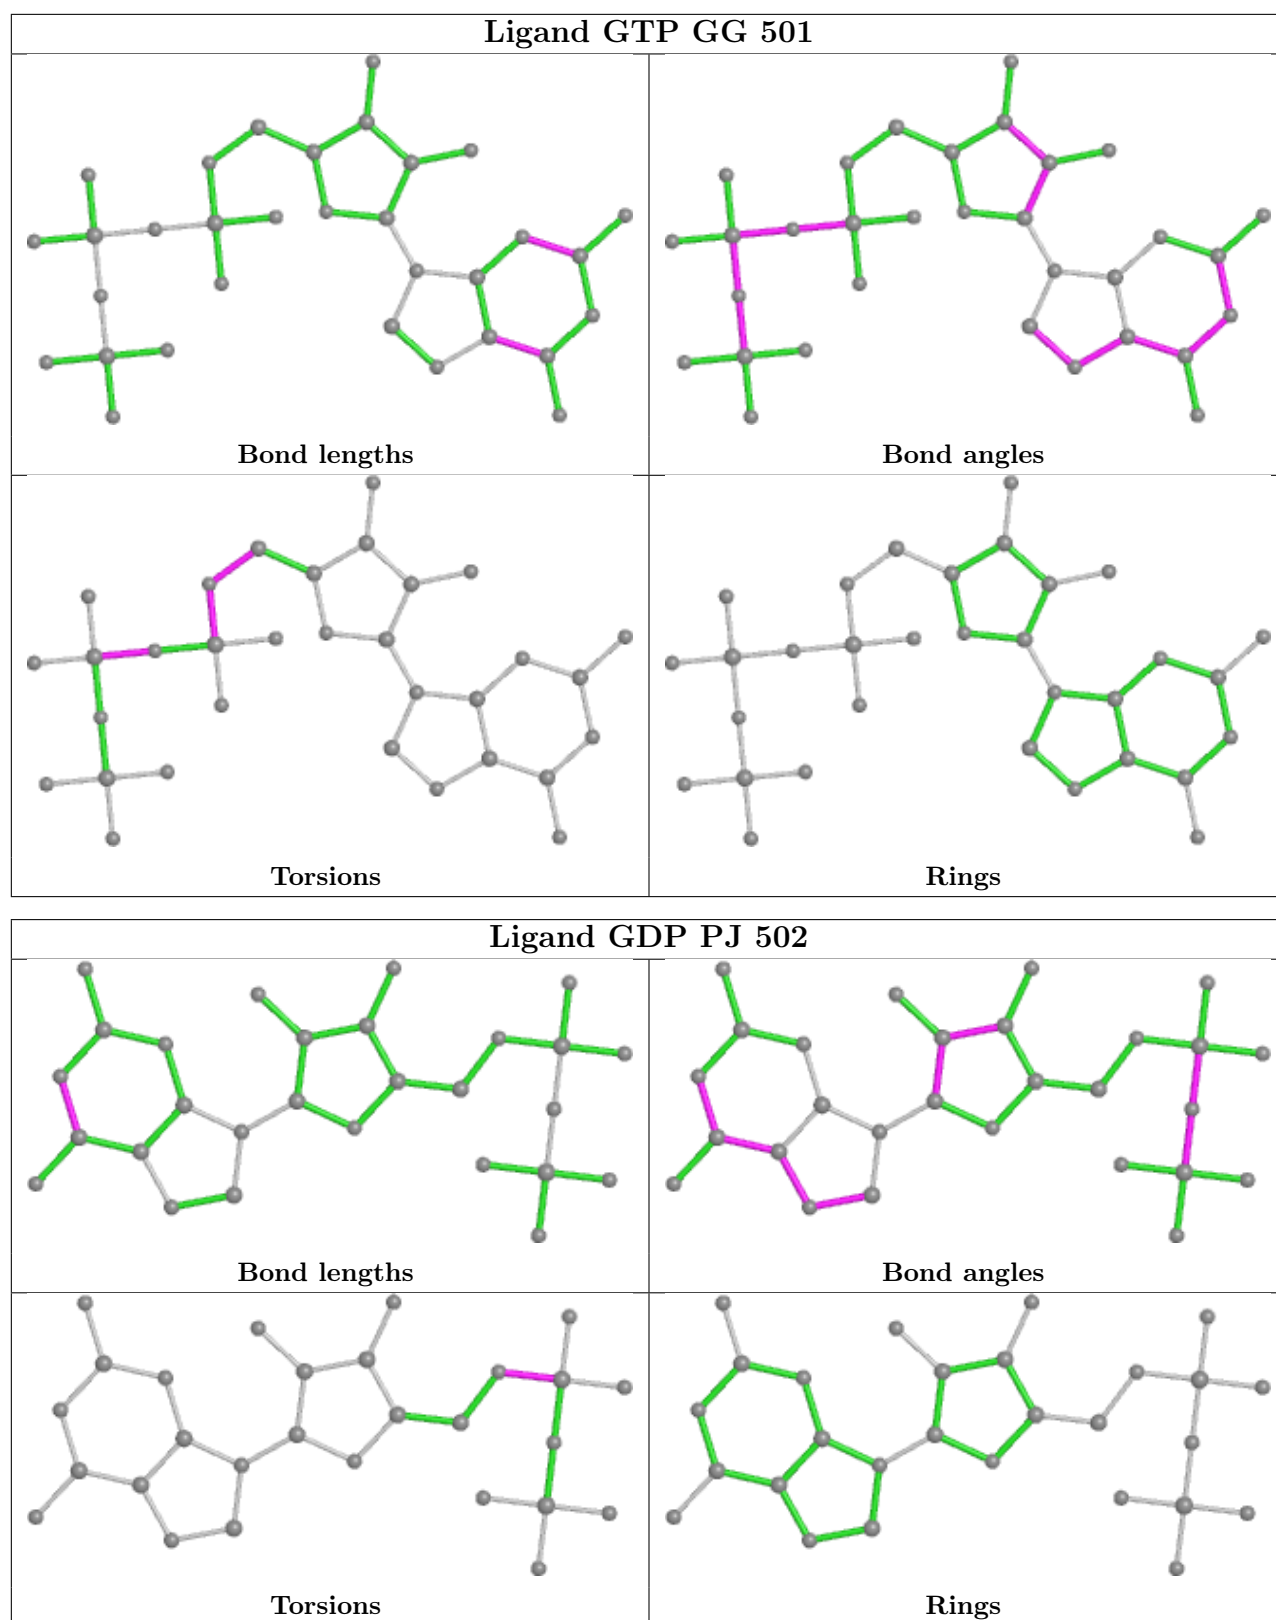 Ligand GTP GG 501
Bond lengths
Bond angles
Torsions
Rings
Ligand GDP PJ 502
Bond lengths
Bond angles
Torsions
Rings